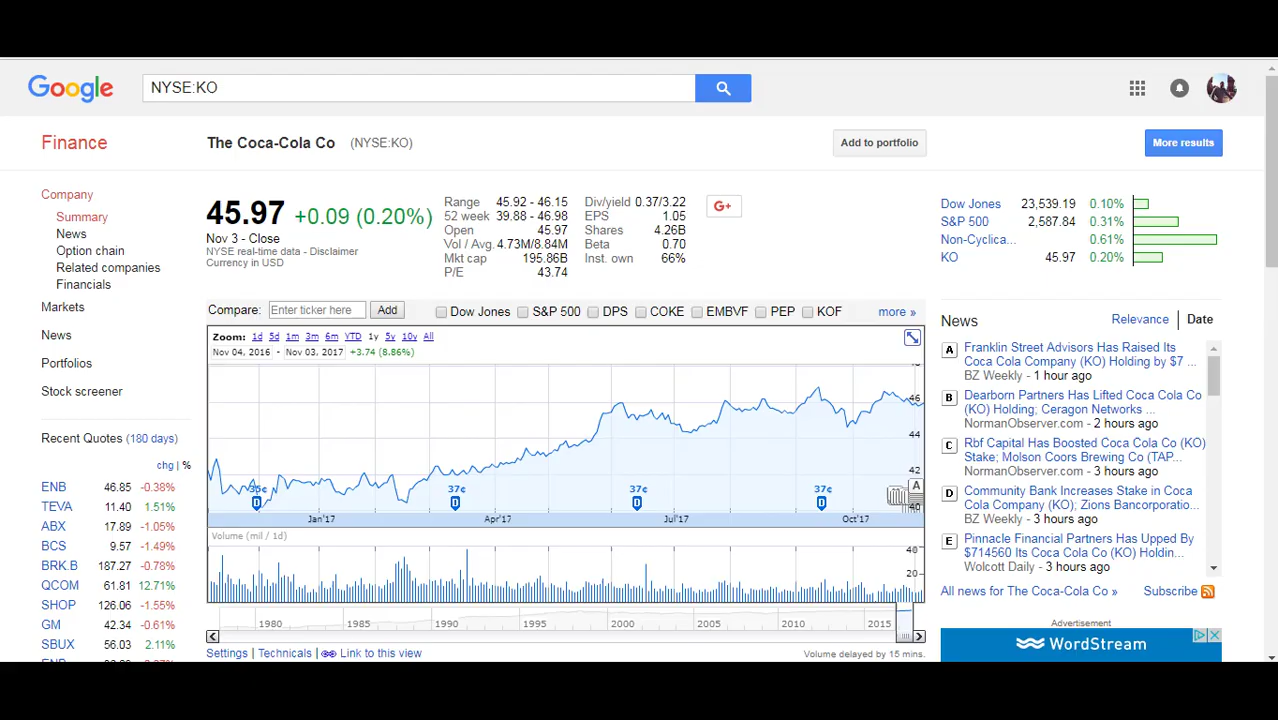 Google
NYSE:KO
Finance
The Coca-Cola Co (NYSE:KO)
Add to portfolio
More results
Company
Summary
News
Option chain
Related companies
Financials
Markets
News
Portfolios
Stock screener
Recent Quotes (180 days)
chg | %
ENB 46.85 -0.38%
TEVA 11.40 1.51%
ABX 17.89 -1.05%
BCS 9.57 -1.49%
BRK.B 187.27 -0.78%
QCOM 61.81 12.71%
SHOP 126.06 -1.55%
GM 42.34 -0.61%
SBUX 56.03 2.11%
45.97 +0.09 (0.20%)
Nov 3 - Close
NYSE real-time data - Disclaimer
Currency in USD
Range 45.92 - 46.15
52 week 39.88 - 46.98
Open 45.97
Vol / Avg. 4.73M/8.84M
Mkt cap 195.86B
P/E 43.74
Div/yield 0.37/3.22
EPS 1.05
Shares 4.26B
Beta 0.70
Inst. own 66%
G+
Compare: Enter ticker here Add Dow Jones S&P 500 DPS COKE EMBVF PEP KOF more »
Zoom: 1d 5d 1m 3m 6m YTD 1y 5y 10y All
Nov 04, 2016 - Nov 03, 2017 +3.74 (8.86%)
46
44
42
40
35¢ 37¢ 37¢ 37¢ A
D D D D
Jan'17 Apr'17 Jul'17 Oct'17
Volume (mil / 1d)
40
20
1980 1985 1990 1995 2000 2005 2010 2015
Settings | Technicals | Link to this view
Volume delayed by 15 mins.
Dow Jones 23,539.19 0.10%
S&P 500 2,587.84 0.31%
Non-Cyclica... 0.61%
KO 45.97 0.20%
News Relevance | Date
A Franklin Street Advisors Has Raised Its
Coca Cola Company (KO) Holding by $7 ...
BZ Weekly - 1 hour ago
B Dearborn Partners Has Lifted Coca Cola Co
(KO) Holding; Ceragon Networks ...
NormanObserver.com - 2 hours ago
C Rbf Capital Has Boosted Coca Cola Co (KO)
Stake; Molson Coors Brewing Co (TAP...
NormanObserver.com - 3 hours ago
D Community Bank Increases Stake in Coca
Cola Co (KO); Zions Bancorporatio...
BZ Weekly - 3 hours ago
E Pinnacle Financial Partners Has Upped By
$714560 Its Coca Cola Co (KO) Holdin...
Wolcott Daily - 3 hours ago
All news for The Coca-Cola Co » Subscribe
Advertisement
WordStream